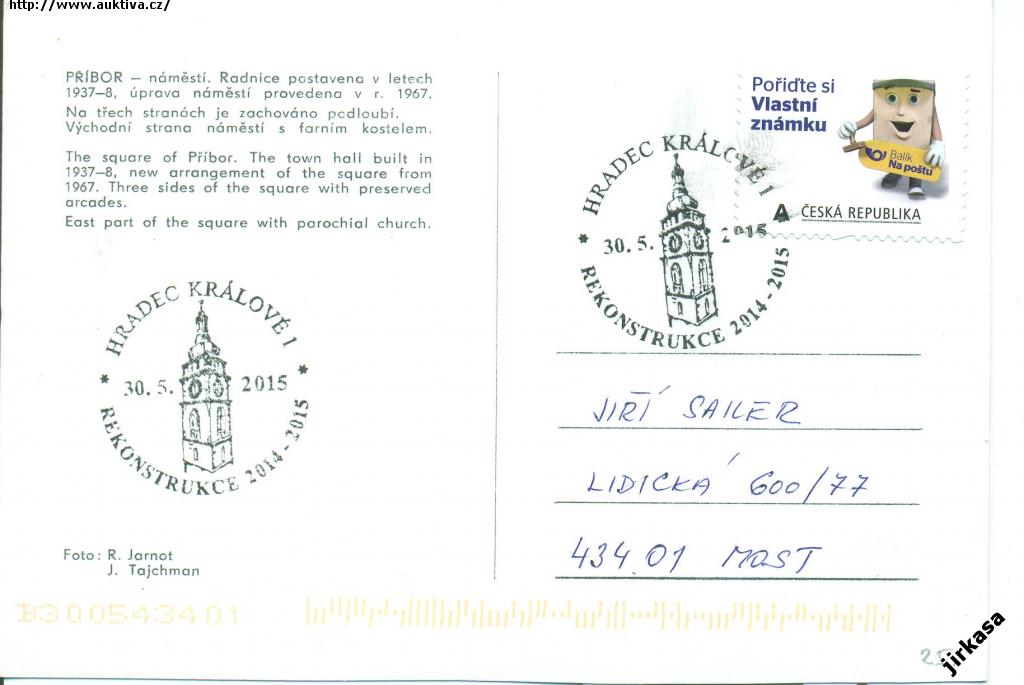 http://www.auktiva.cz/
PŘÍBOR — náměstí. Radnice postavena v letech
1937–8, úprava náměstí provedena v r. 1967.
Na třech stranách je zachováno podloubí.
Východní strana náměstí s farním kostelem.
The square of Příbor. The town hall built in
1937–8, new arrangement of the square from
1967. Three sides of the square with preserved
arcades.
East part of the square with parochial church.
HRADEC KRÁLOVÉ 1
* 30. 5. 2015 *
REKONSTRUKCE 2014 - 2015
Foto: R. Jarnot
J. Tajchman
B300543401
Pořiďte si
Vlastní
známku
Balík
Na poštu
A ČESKÁ REPUBLIKA
HRADEC KRÁLOVÉ 1
* 30. 5. 2015
REKONSTRUKCE 2014 - 2015
JIŘÍ SAILER
LIDICKÁ 600/77
434 01 MOST
jirkasa